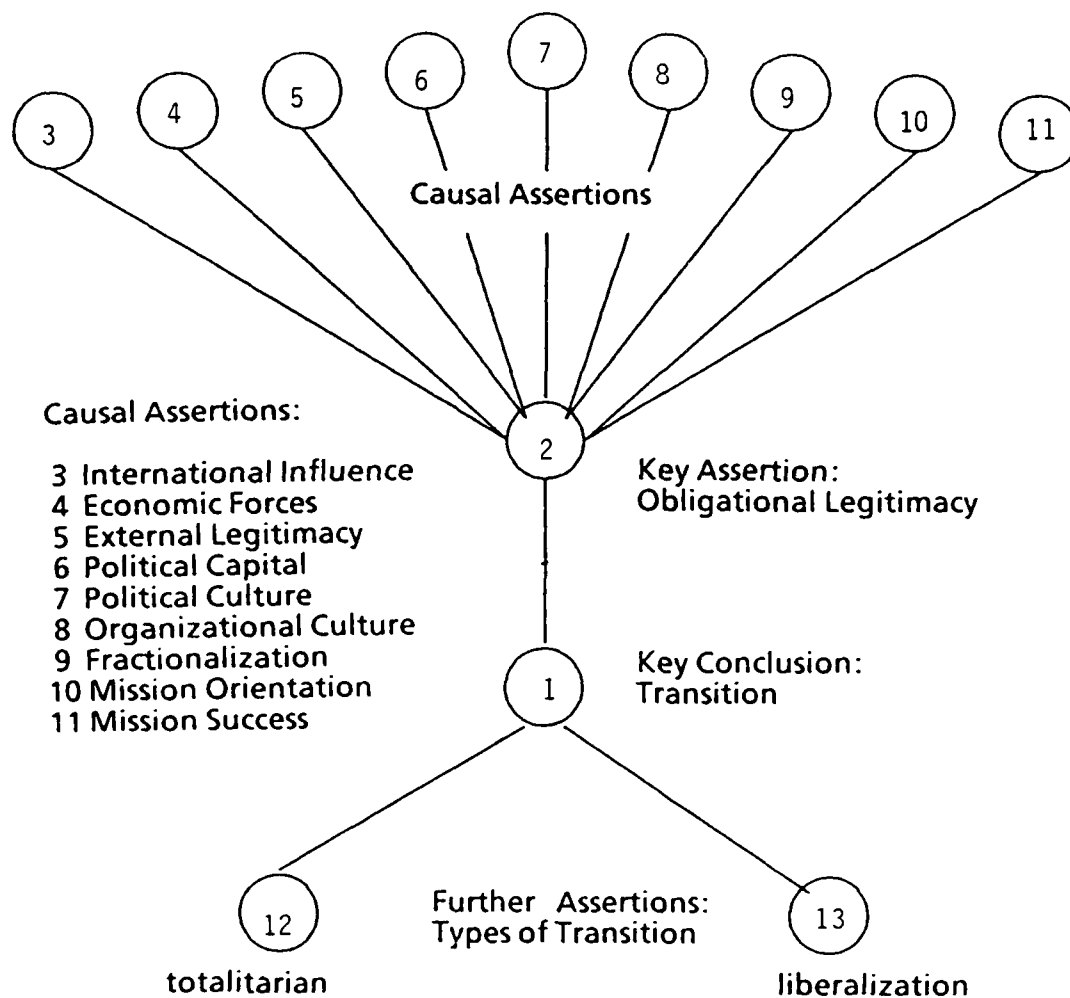 7
6
8
5
9
4
10
3
11
Causal Assertions
2
Causal Assertions:
3 International Influence
4 Economic Forces
5 External Legitimacy
6 Political Capital
7 Political Culture
8 Organizational Culture
9 Fractionalization
10 Mission Orientation
11 Mission Success
Key Assertion:
Obligational Legitimacy
1
Key Conclusion:
Transition
12
totalitarian
Further Assertions:
Types of Transition
13
liberalization